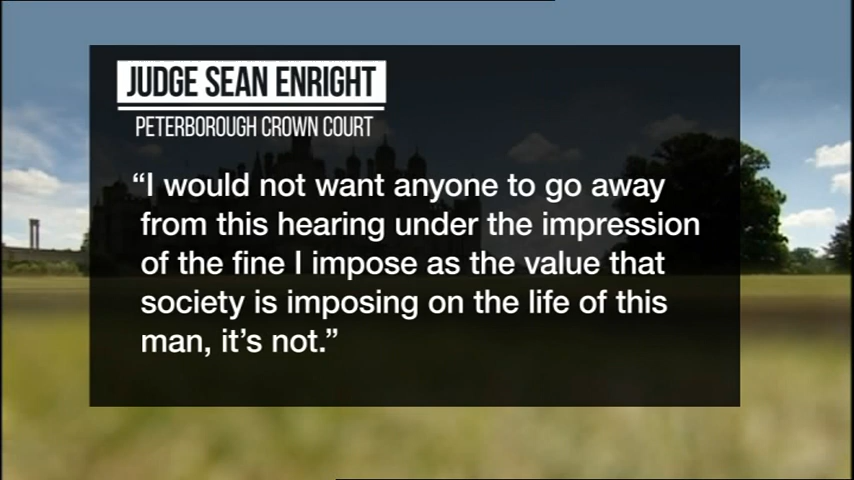 JUDGE SEAN ENRIGHT
PETERBOROUGH CROWN COURT
“I would not want anyone to go away
from this hearing under the impression
of the fine I impose as the value that
society is imposing on the life of this
man, it’s not.”